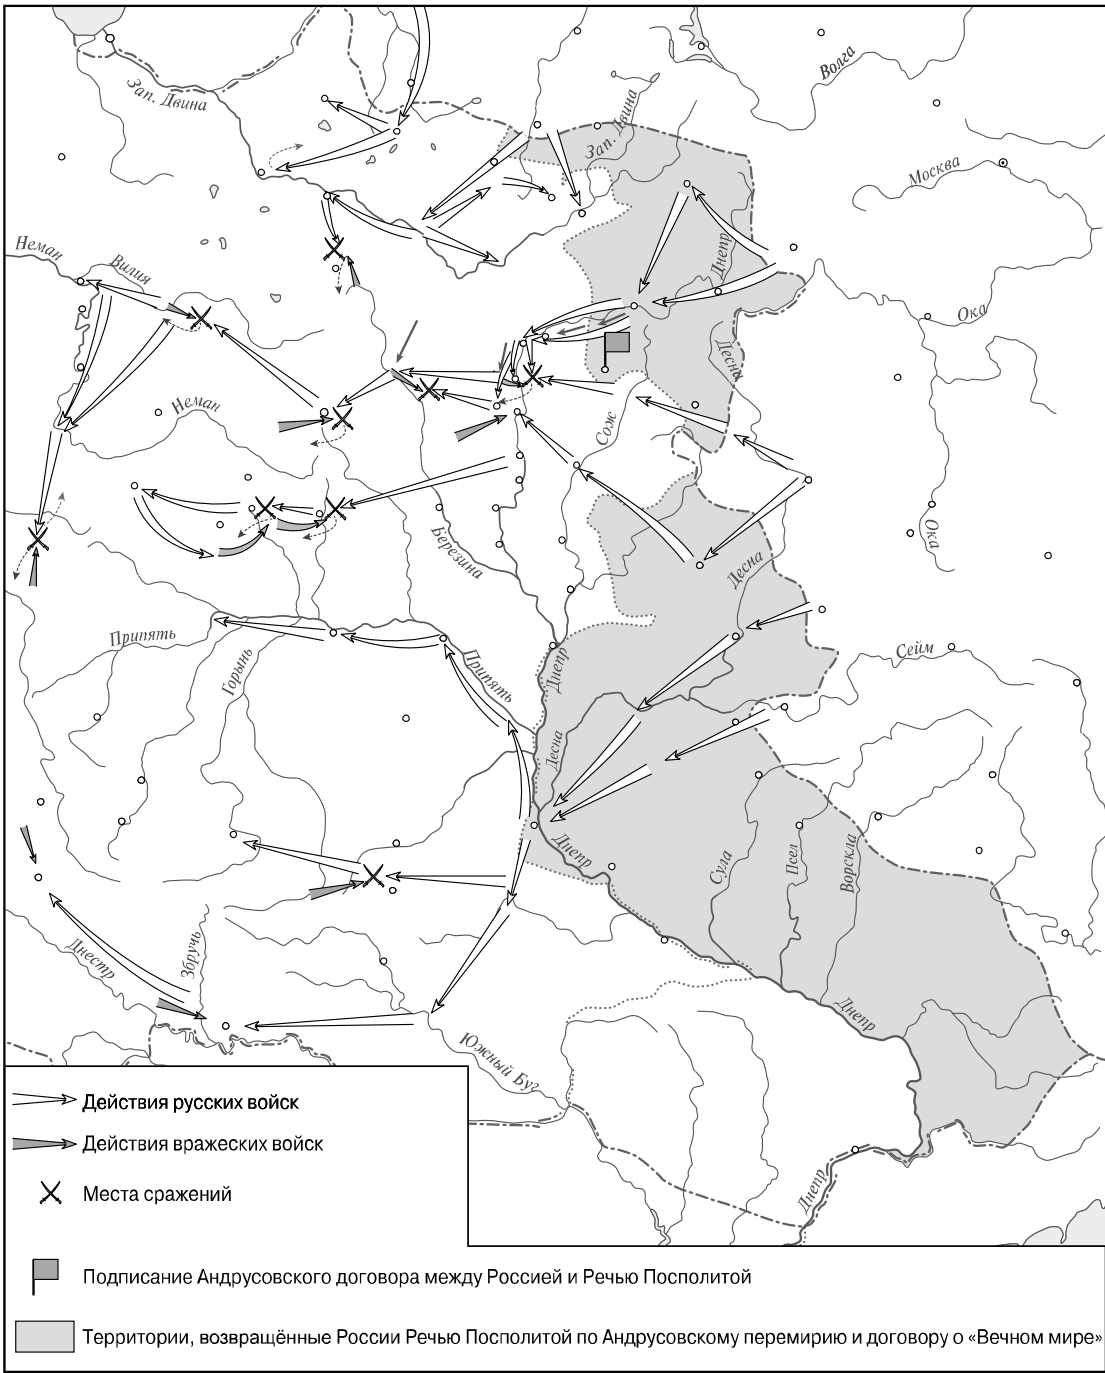 Волга
Зап. Двина
Зап. Двина
Москва
Неман
Вилия
Днепр
Ока
Десна
Неман
Сож
Березина
Ока
Десна
Припять
Горынь
Припять
Днепр
Сейм
Десна
Днепр
Сула
Псел
Ворскла
Днестр
Збручь
Днепр
Южный Буг
Днепр
Действия русских войск
Действия вражеских войск
Места сражений
Подписание Андрусовского договора между Россией и Речью Посполитой
Территории, возвращённые России Речью Посполитой по Андрусовскому перемирию и договору о «Вечном мире»